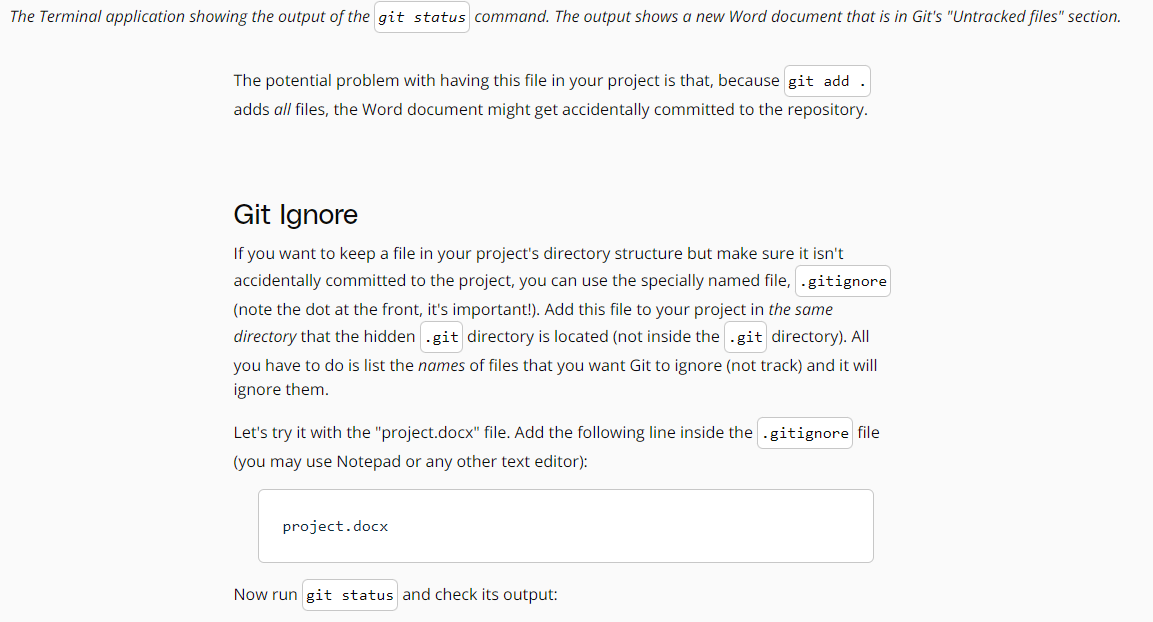 The Terminal application showing the output of the git status command. The output shows a new Word document that is in Git's "Untracked files" section.
The potential problem with having this file in your project is that, because git add .
adds all files, the Word document might get accidentally committed to the repository.
Git Ignore
If you want to keep a file in your project's directory structure but make sure it isn't
accidentally committed to the project, you can use the specially named file, .gitignore
(note the dot at the front, it's important!). Add this file to your project in the same
directory that the hidden .git directory is located (not inside the .git directory). All
you have to do is list the names of files that you want Git to ignore (not track) and it will
ignore them.
Let's try it with the "project.docx" file. Add the following line inside the .gitignore file
(you may use Notepad or any other text editor):
project.docx
Now run git status and check its output: